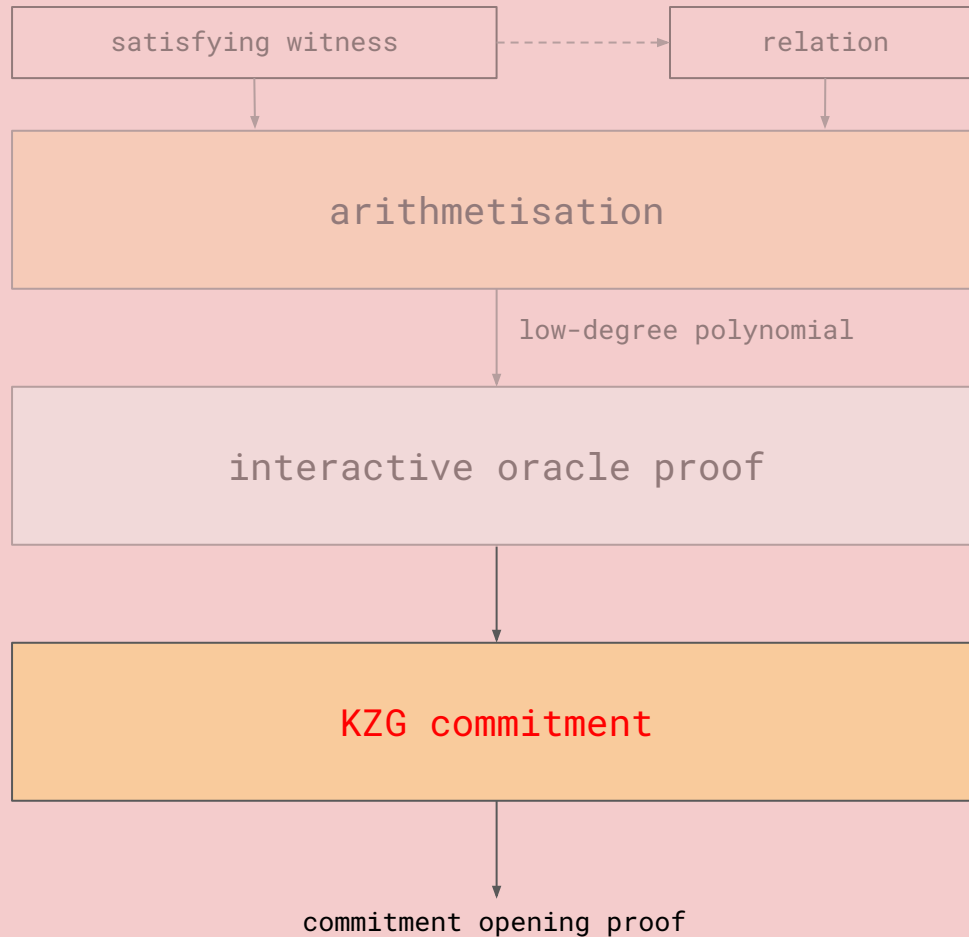 satisfying witness
relation
arithmetisation
low-degree polynomial
interactive oracle proof
KZG commitment
commitment opening proof